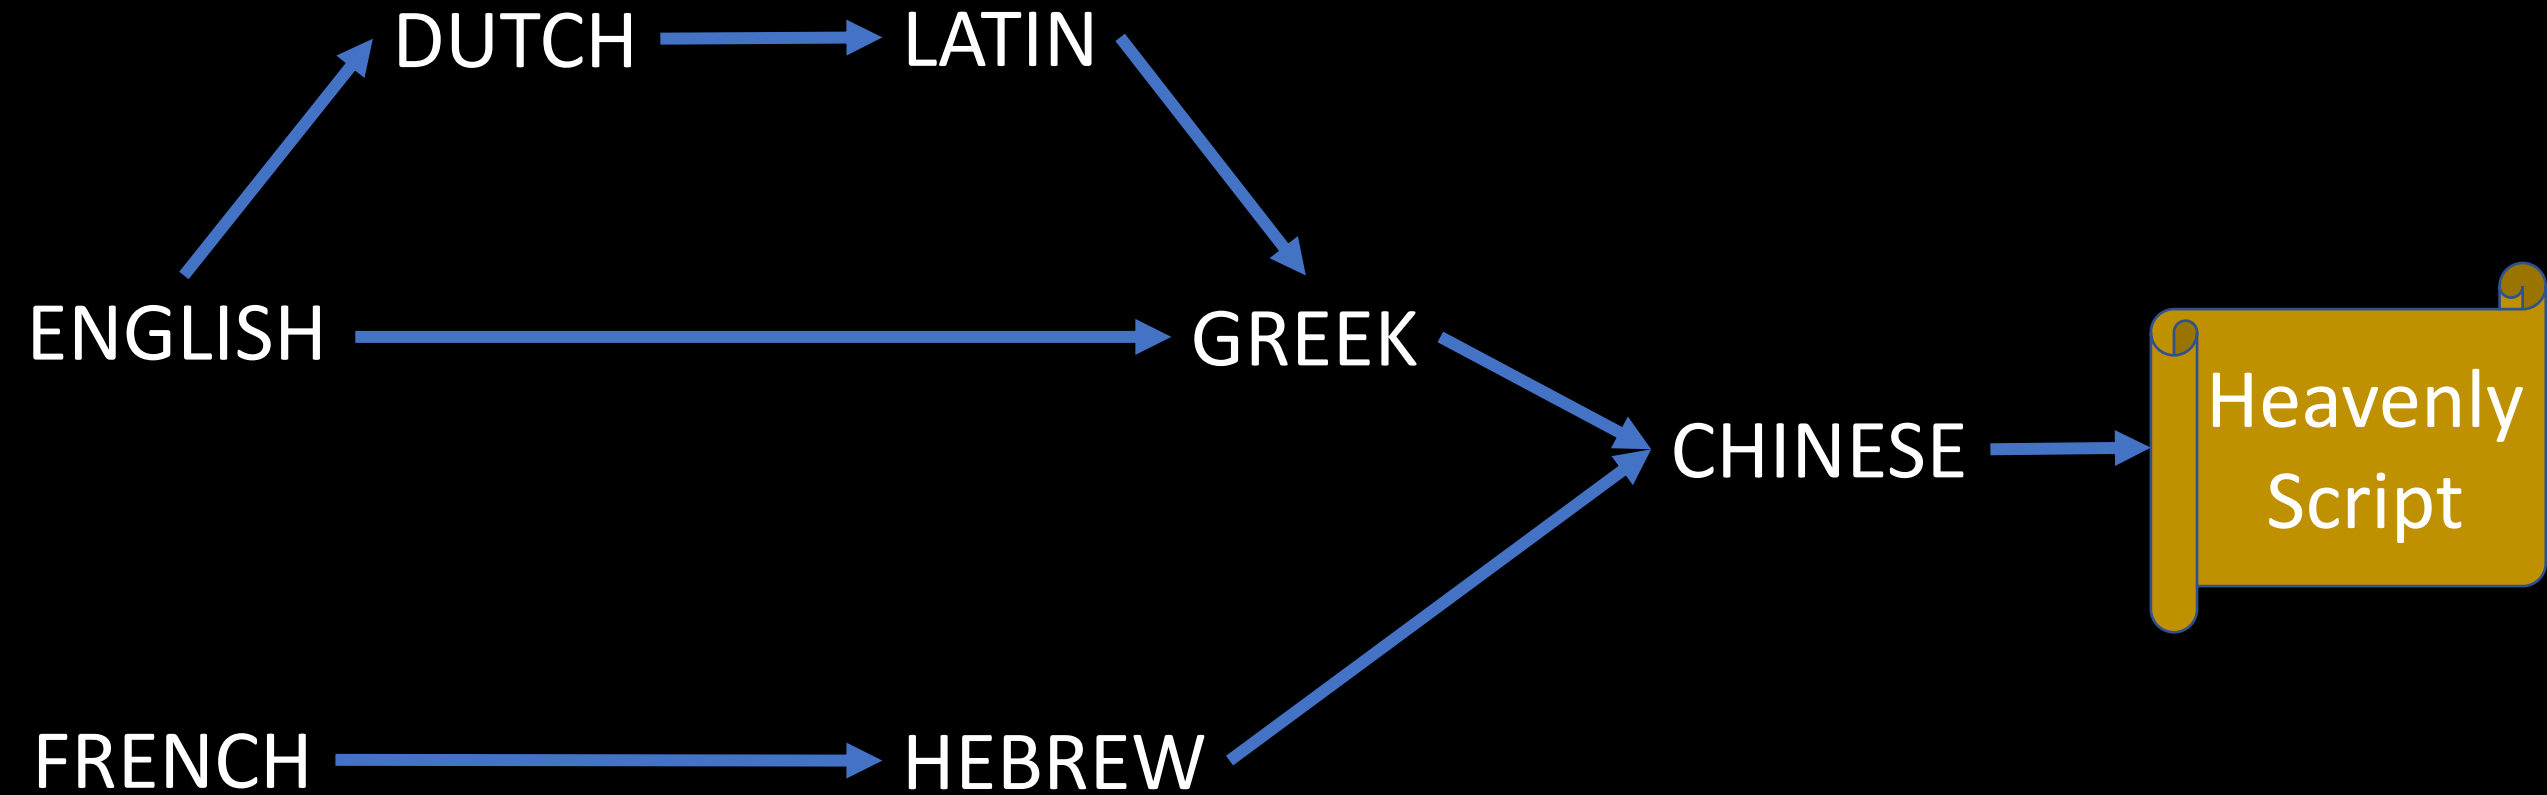 DUTCH
LATIN
ENGLISH
GREEK
CHINESE
Heavenly
Script
FRENCH
HEBREW